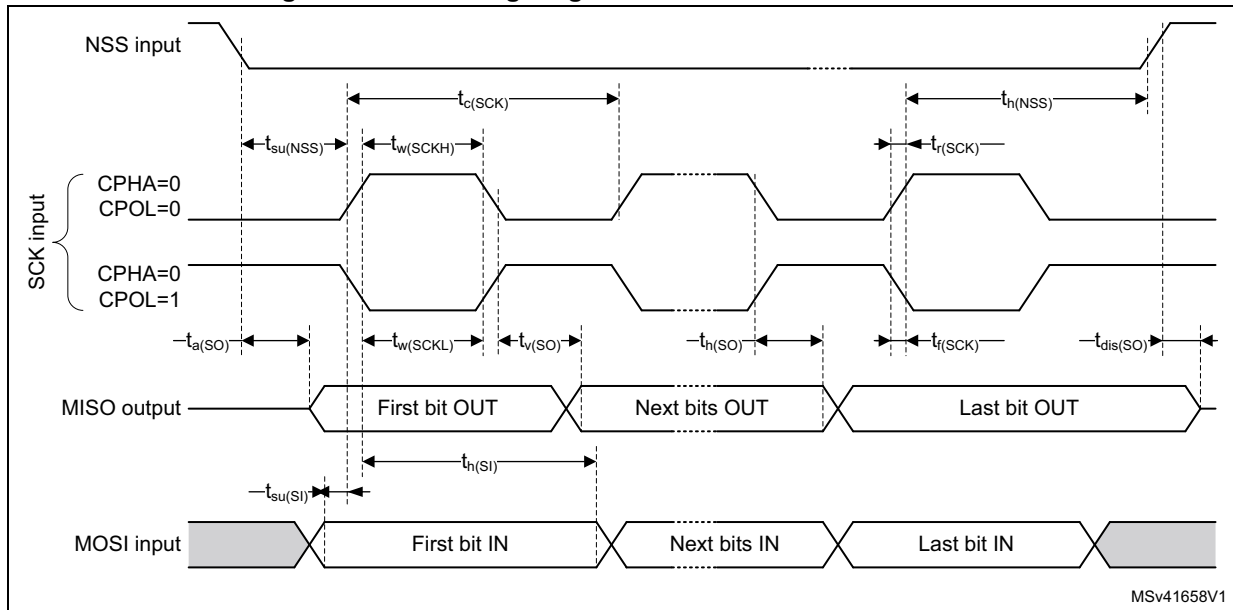 NSS input
tc(SCK)
th(NSS)
tsu(NSS)
tw(SCKH)
tr(SCK)
SCK input
CPHA=0
CPOL=0
CPHA=0
CPOL=1
ta(SO)
tw(SCKL)
tv(SO)
th(SO)
tf(SCK)
tdis(SO)
MISO output
First bit OUT
Next bits OUT
Last bit OUT
th(SI)
tsu(SI)
MOSI input
First bit IN
Next bits IN
Last bit IN
MSv41658V1